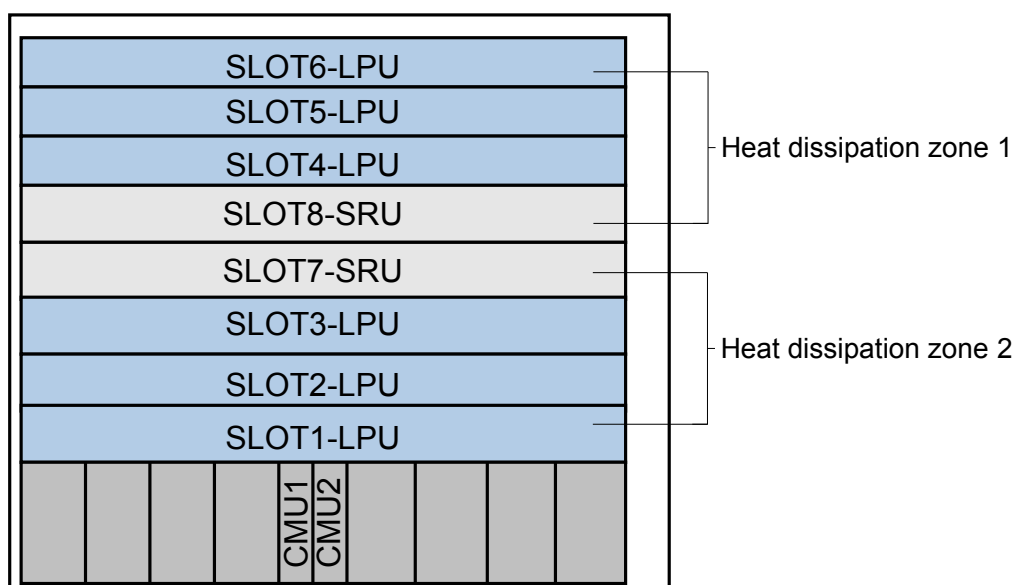 SLOT6-LPU
SLOT5-LPU
SLOT4-LPU
Heat dissipation zone 1
SLOT8-SRU
SLOT7-SRU
SLOT3-LPU
Heat dissipation zone 2
SLOT2-LPU
SLOT1-LPU
CMU1
CMU2